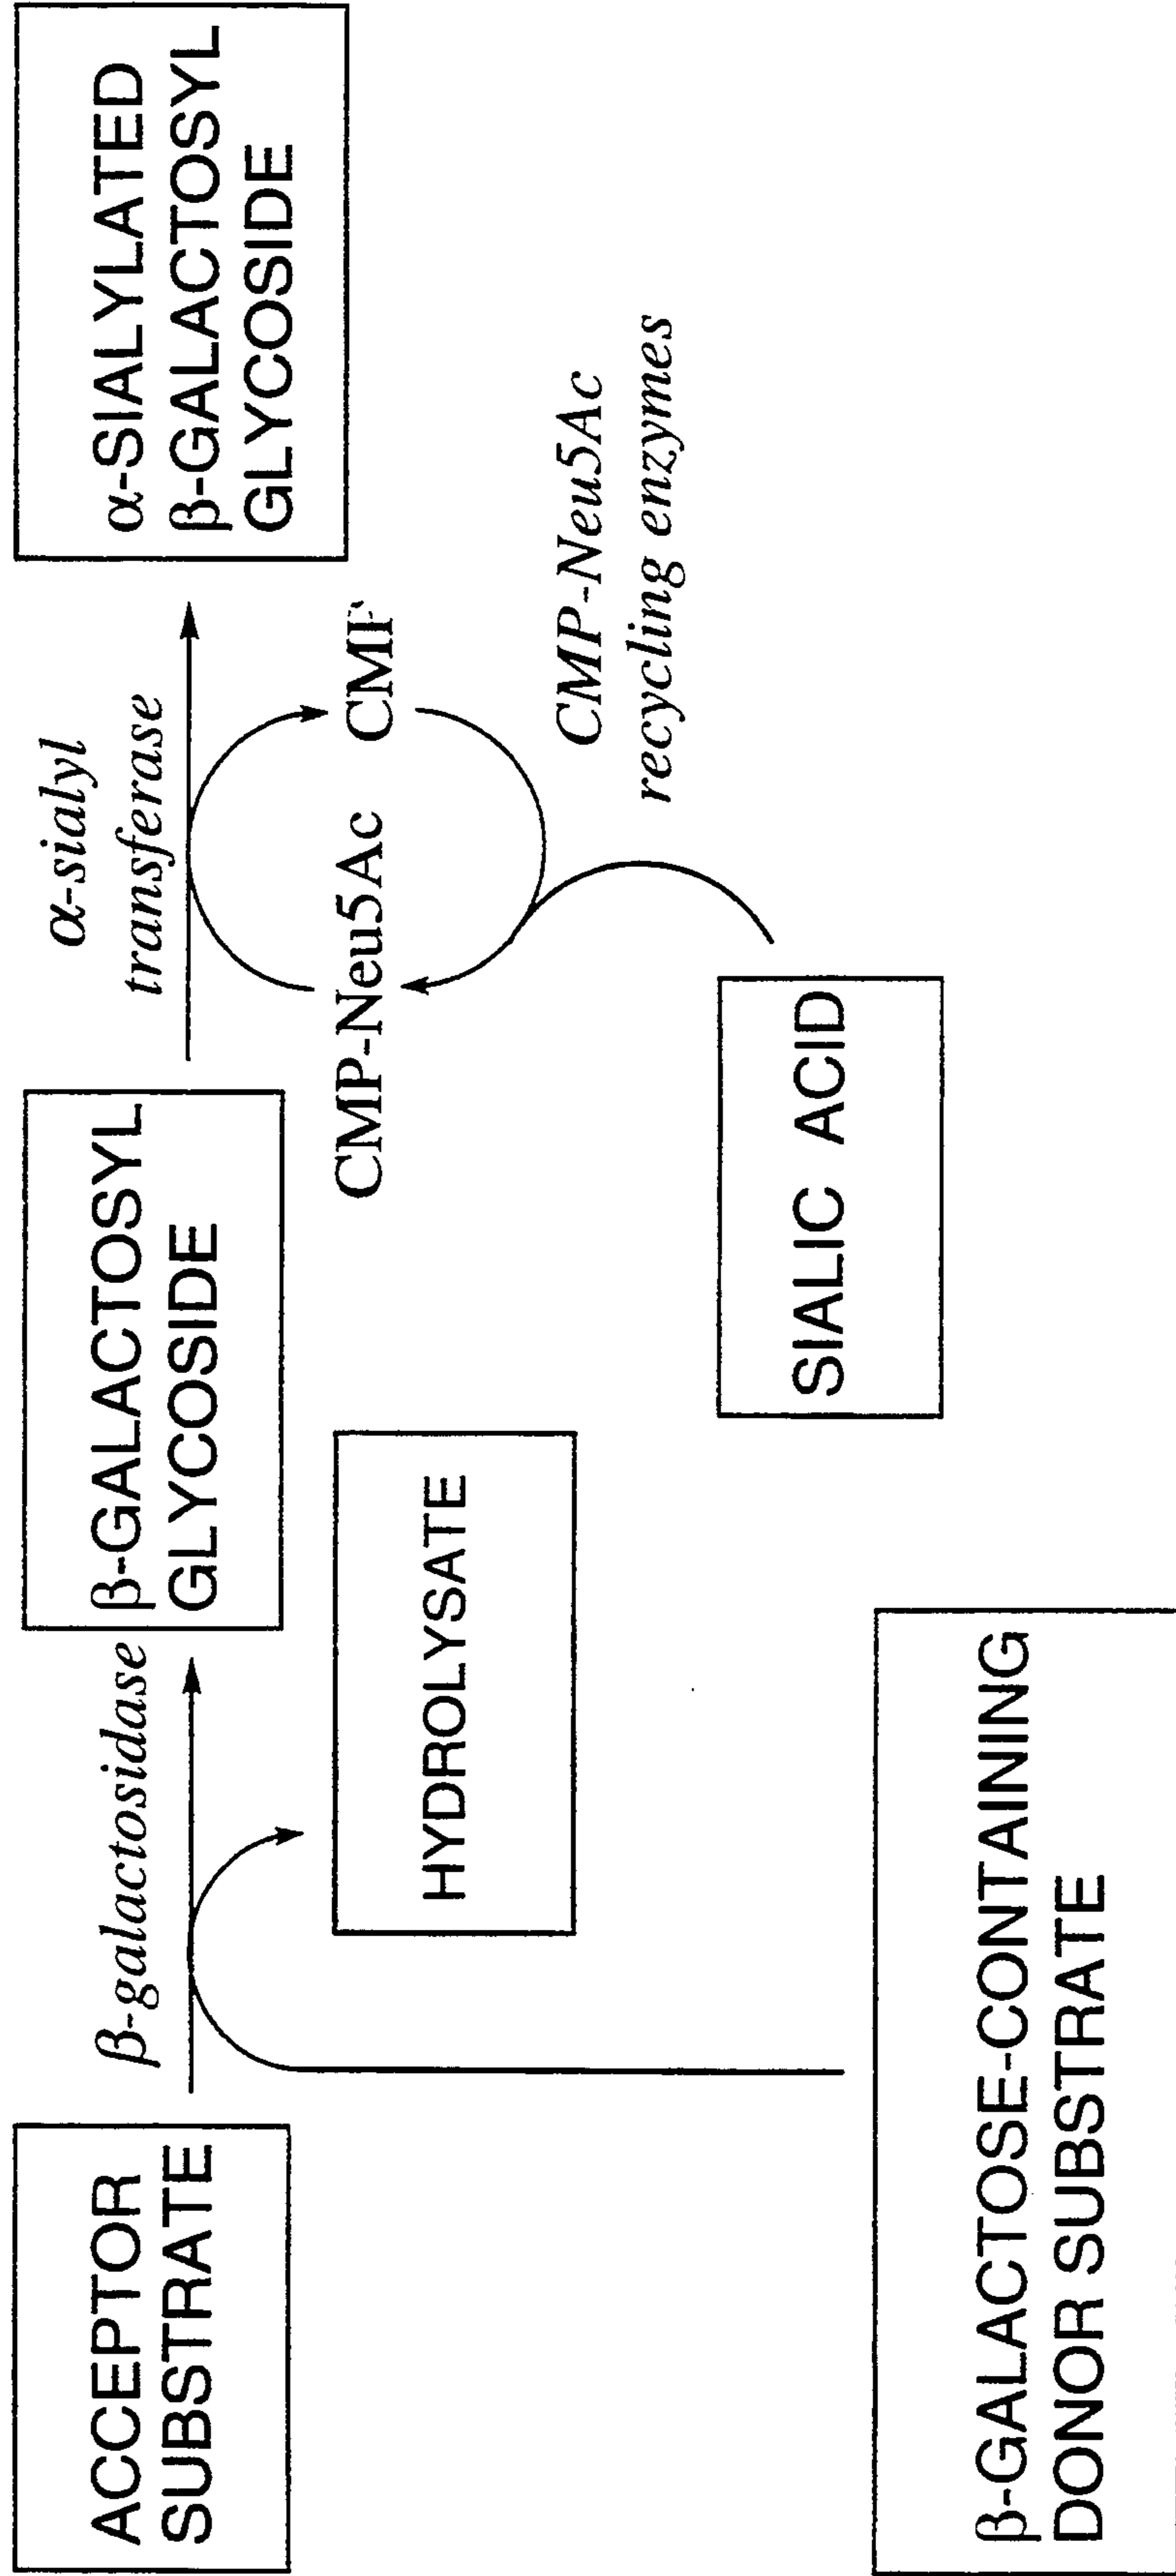 ACCEPTOR
SUBSTRATE
β-galactosidase
β-GALACTOSYL
GLYCOSIDE
α-sialyl
transferase
α-SIALYLATED
β-GALACTOSYL
GLYCOSIDE
HYDROLYSATE
CMP-Neu5Ac
CMP
CMP-Neu5Ac
recycling enzymes
SIALIC ACID
β-GALACTOSE-CONTAINING
DONOR SUBSTRATE